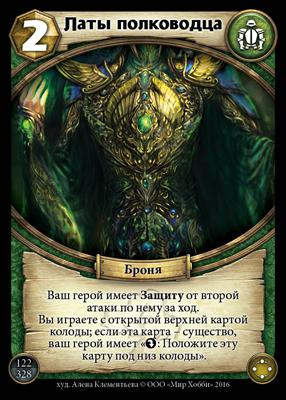 2
Латы полководца
Броня
Ваш герой имеет Защиту от второй
атаки по нему за ход.
Вы играете с открытой верхней картой
колоды; если эта карта – существо,
ваш герой имеет «: Положите эту
карту под низ колоды».
122
328
худ. Алена Клементьева © ООО «Мир Хобби» 2016